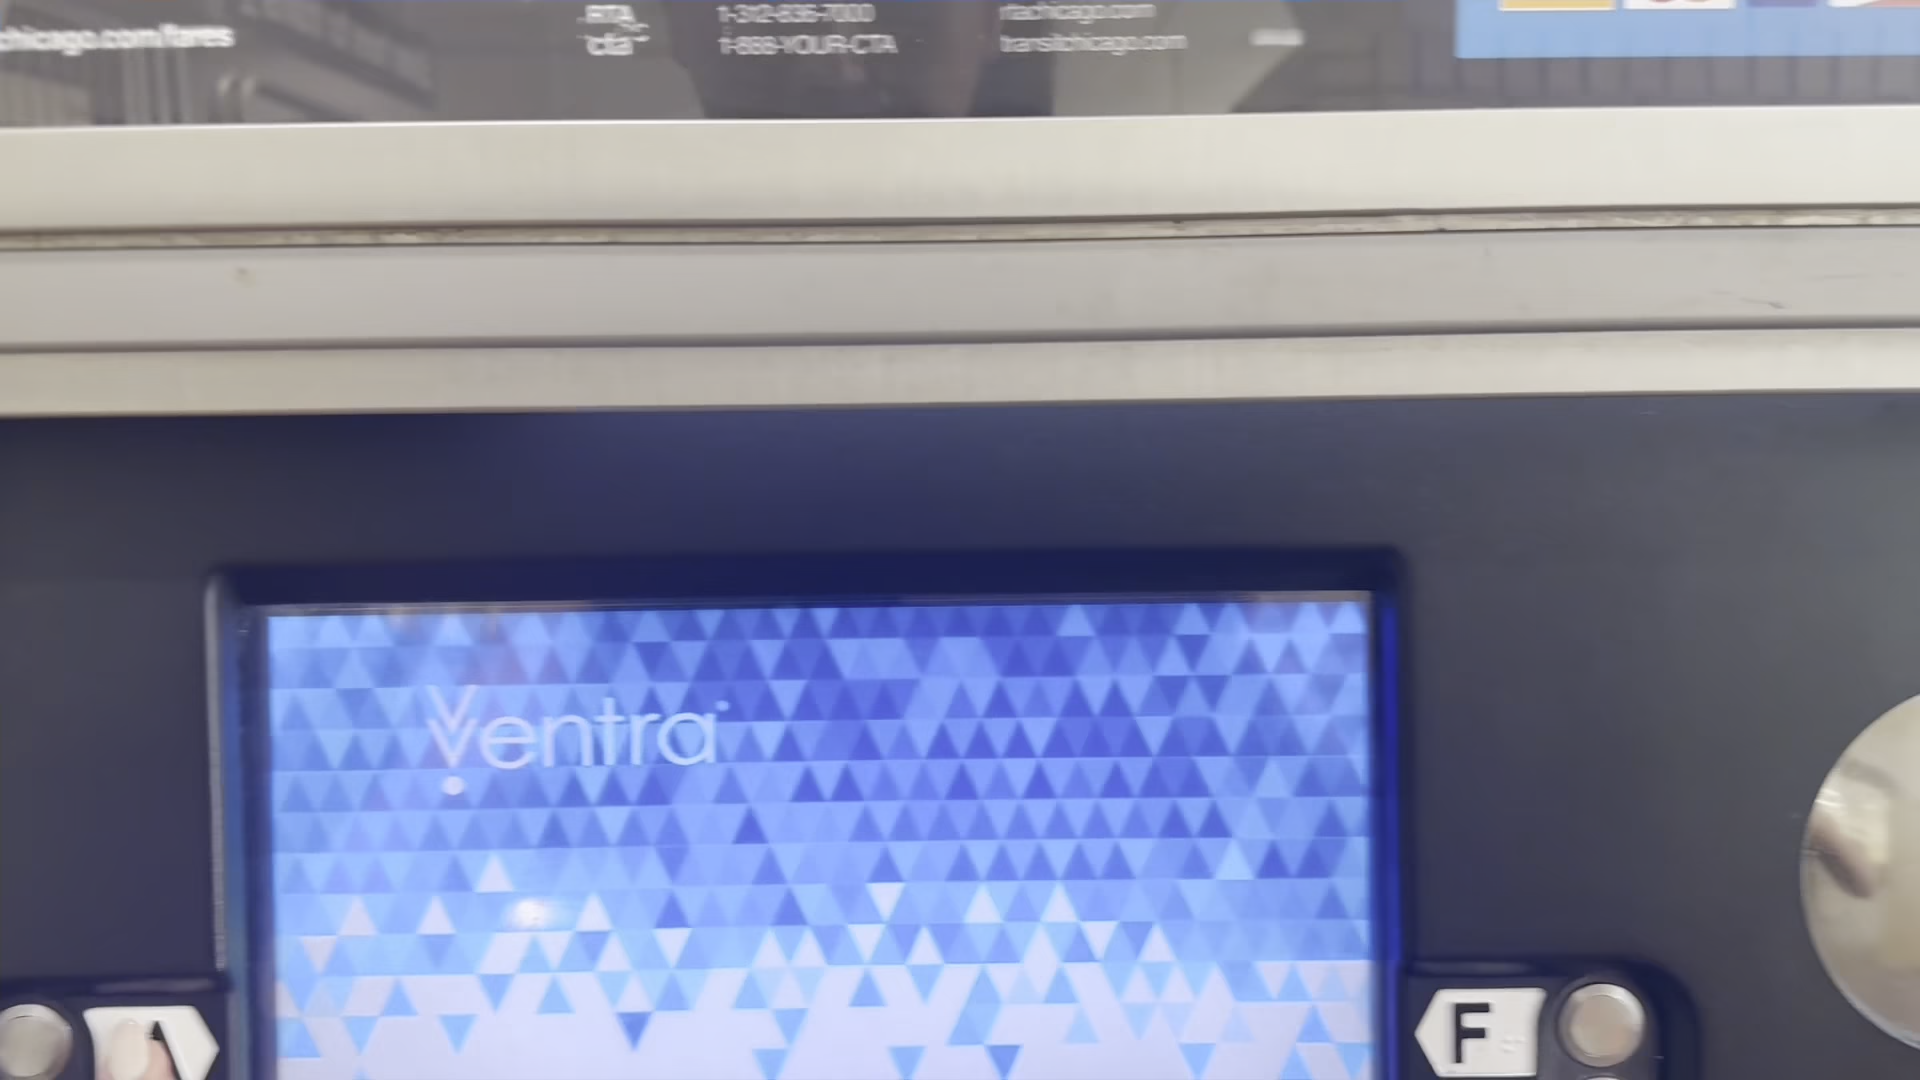 chicago.com/fares
RTA 1-312-836-7000 rtachicago.com
cta 1-888-YOUR-CTA transitchicago.com
Ventra
A
F